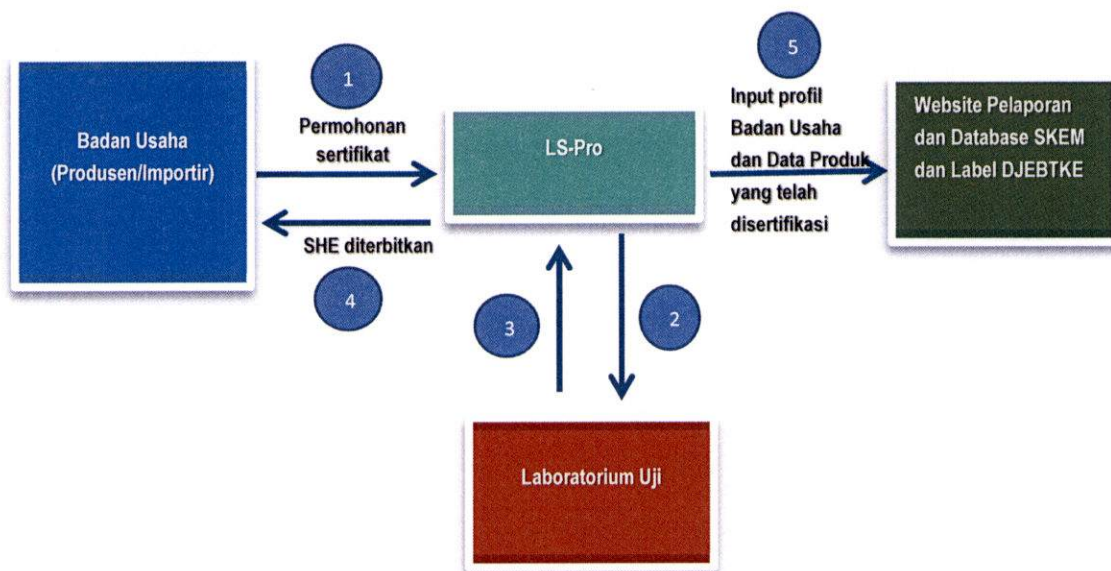 Badan Usaha
(Produsen/Importir)
1
Permohonan
sertifikat
SHE diterbitkan
4
LS-Pro
5
Input profil
Badan Usaha
dan Data Produk
yang telah
disertifikasi
Website Pelaporan
dan Database SKEM
dan Label DJEBTKE
3
2
Laboratorium Uji